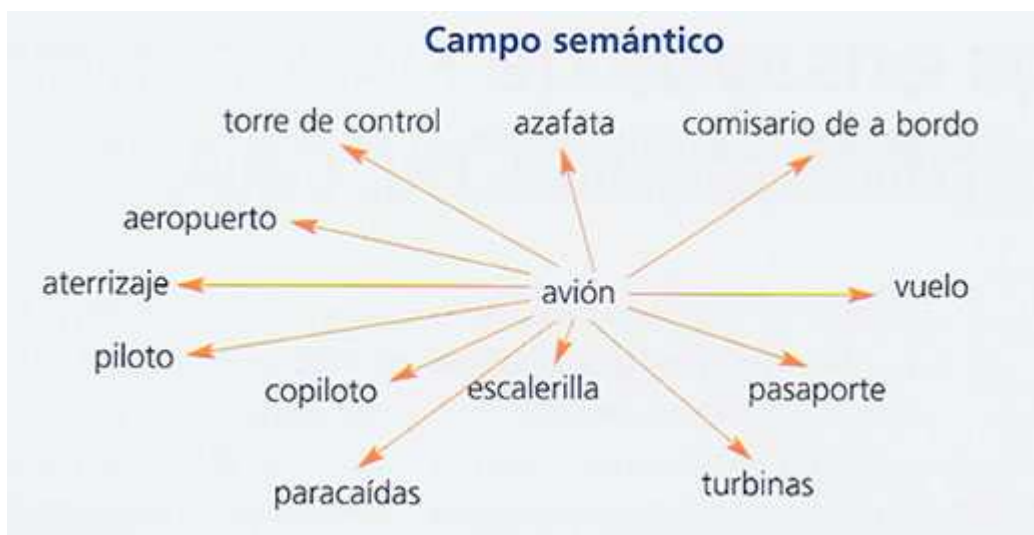 Campo semántico
torre de control
azafata
comisario de a bordo
aeropuerto
aterrizaje
avión
vuelo
piloto
copiloto
escalerilla
pasaporte
paracaídas
turbinas